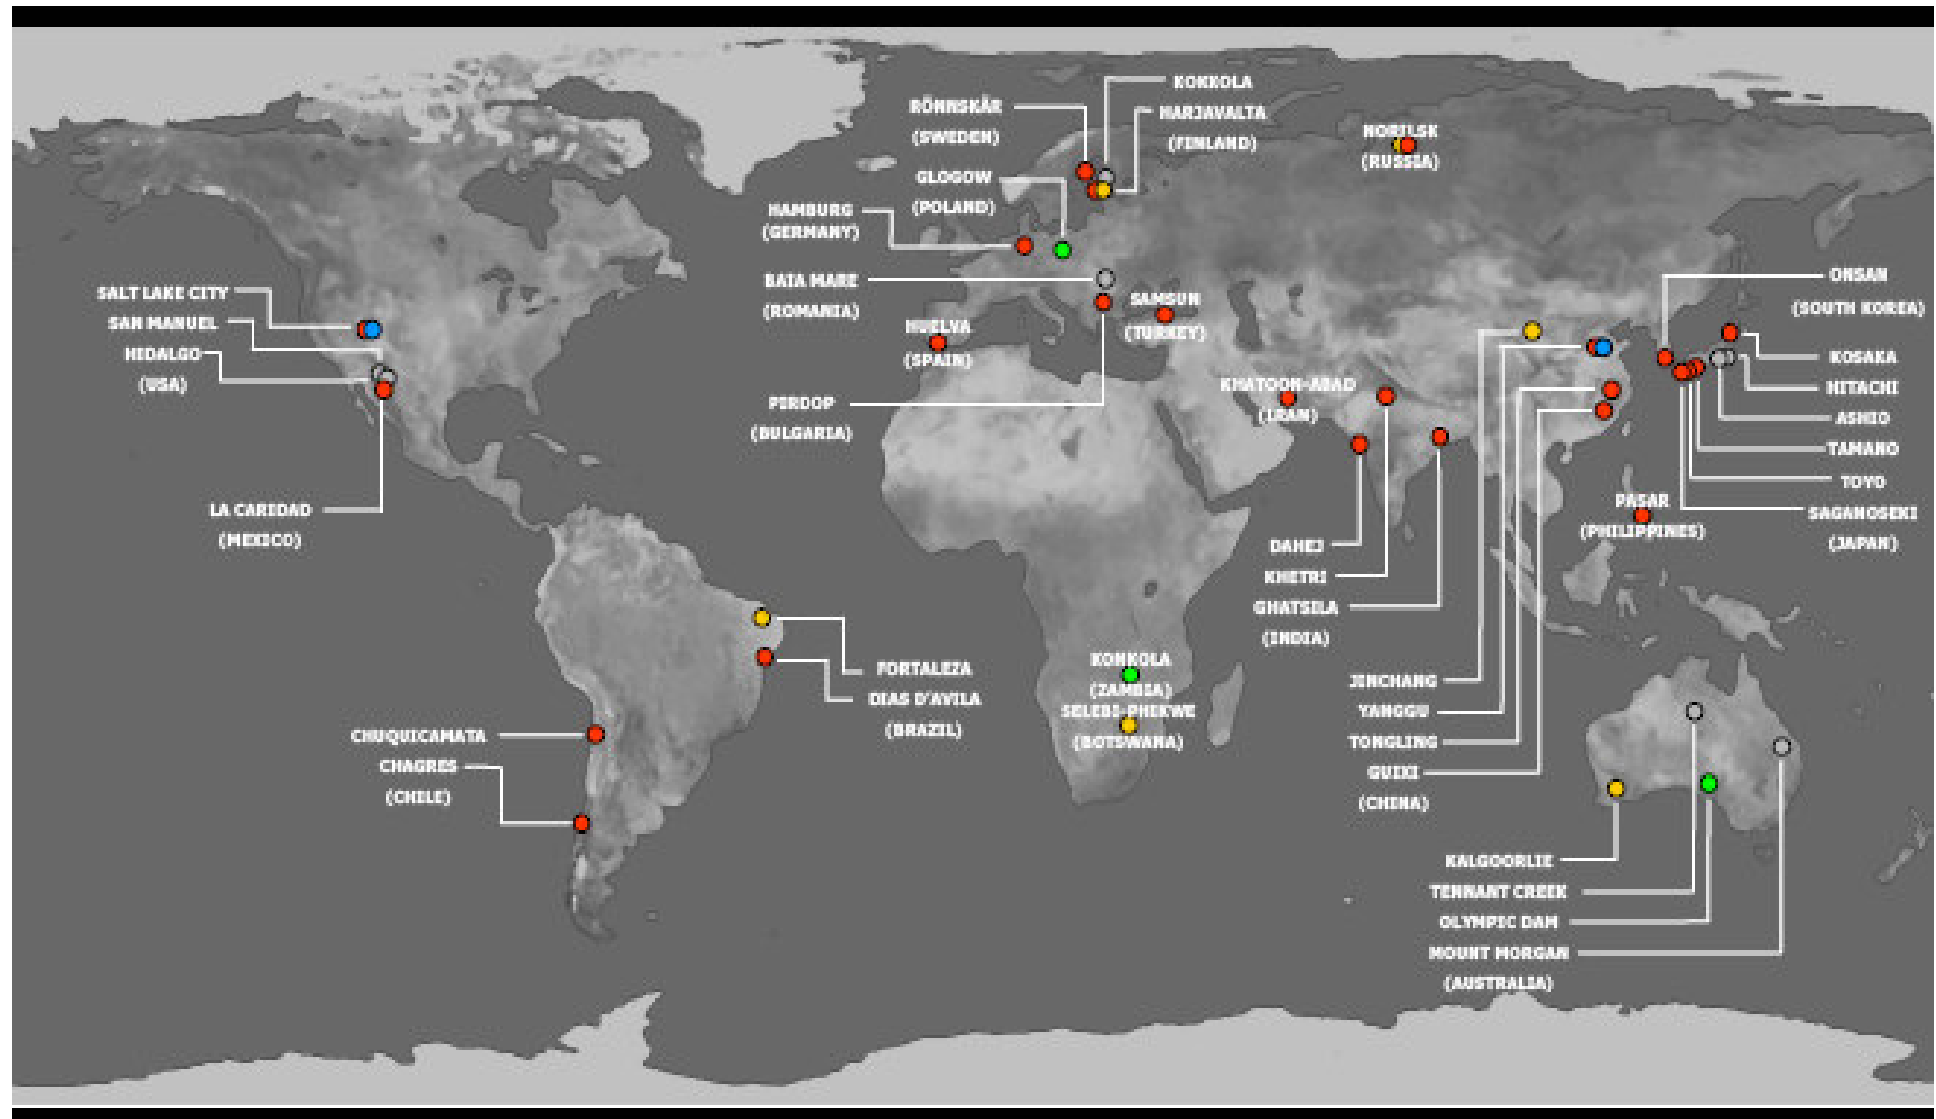 KOKKOLA
RÖNNSKÄR
(SWEDEN)
HARJAVALTA
(FINLAND)
NORILSK
(RUSSIA)
GLOGOW
(POLAND)
HAMBURG
(GERMANY)
BAIA MARE
(ROMANIA)
SAMSUN
(TURKEY)
HUELVA
(SPAIN)
PIRDOP
(BULGARIA)
SALT LAKE CITY
SAN MANUEL
HIDALGO
(USA)
LA CARIDAD
(MEXICO)
KHATOON-ABAD
(IRAN)
ONSAN
(SOUTH KOREA)
KOSAKA
HITACHI
ASHIO
TAMANO
TOYO
SAGANOSEKI
(JAPAN)
PASAR
(PHILIPPINES)
DAHEJ
KHETRI
GHATSILA
(INDIA)
FORTALEZA
DIAS D'AVILA
(BRAZIL)
KONKOLA
(ZAMBIA)
SELEBI-PHIKWE
(BOTSWANA)
CHUQUICAMATA
CHAGRES
(CHILE)
JINCHANG
YANGGU
TONGLING
GUIXI
(CHINA)
KALGOORLIE
TENNANT CREEK
OLYMPIC DAM
MOUNT MORGAN
(AUSTRALIA)